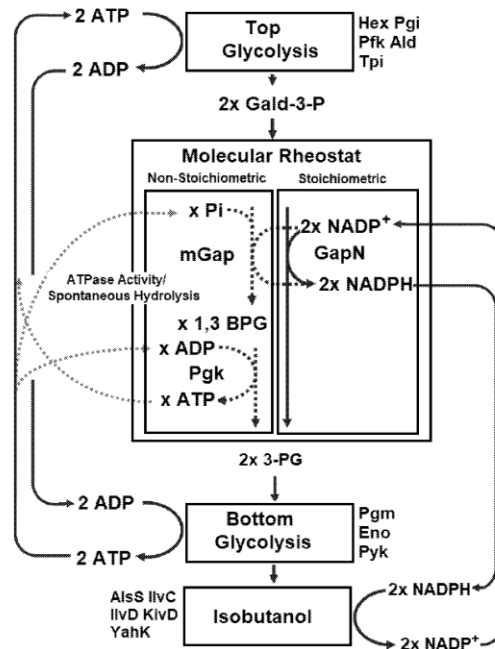 2 ATP
2 ADP
Top
Glycolysis
Hex Pgi
Pfk Ald
Tpi
2x Gald-3-P
Molecular Rheostat
Non-Stoichiometric
Stoichiometric
x Pi
mGap
2x NADP+
GapN
2x NADPH
ATPase Activity/
Spontaneous Hydrolysis
x 1,3 BPG
x ADP
Pgk
x ATP
2x 3-PG
2 ADP
2 ATP
Bottom
Glycolysis
Pgm
Eno
Pyk
AlsS IlvC
IlvD KivD
YahK
Isobutanol
2x NADPH
2x NADP+